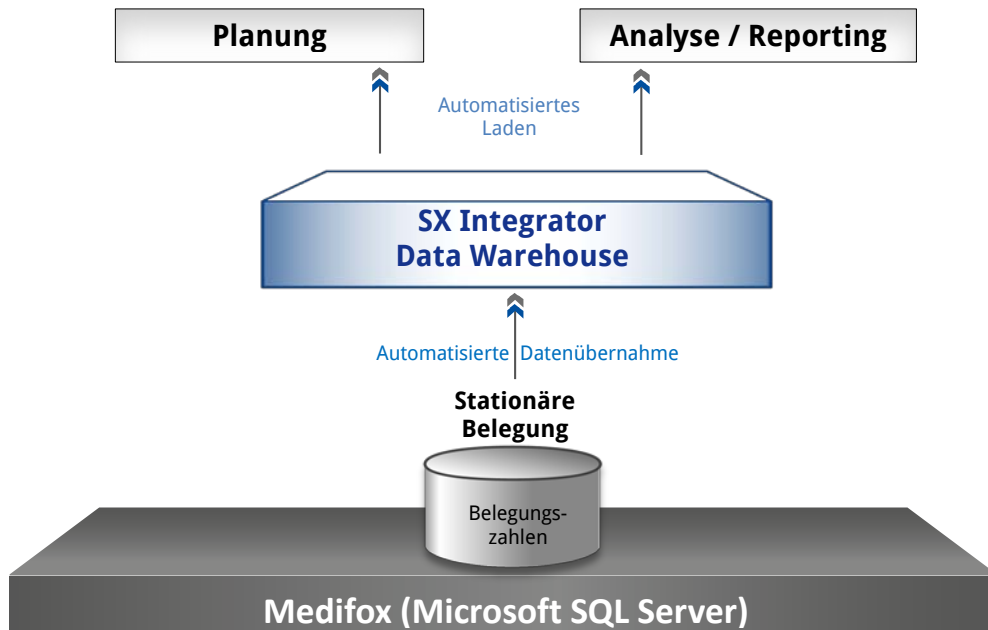 Planung
Analyse / Reporting
Automatisiertes
Laden
SX Integrator
Data Warehouse
Automatisierte Datenübernahme
Stationäre
Belegung
Belegungs-
zahlen
Medifox (Microsoft SQL Server)